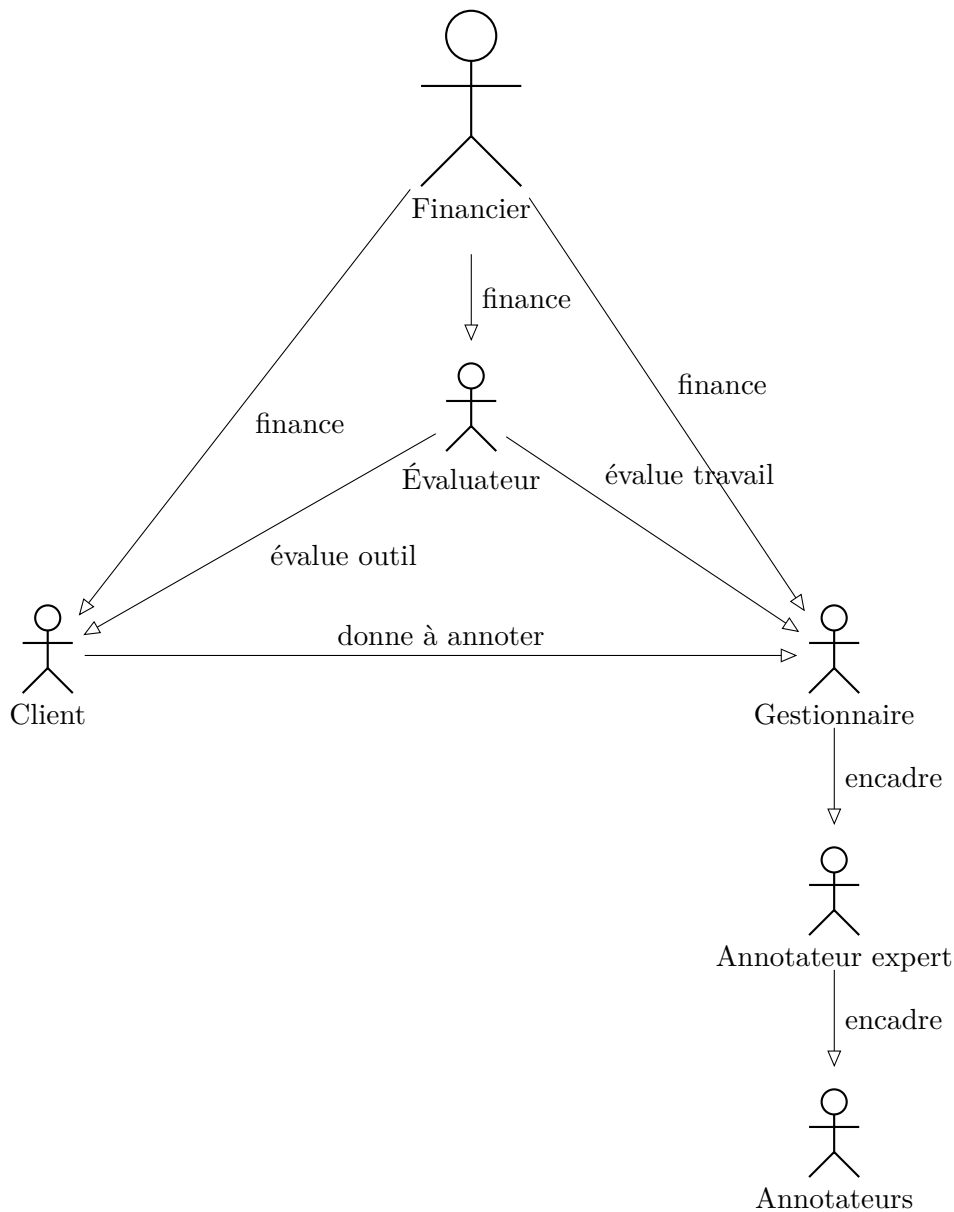 Financier
finance
finance
finance
évalue travail
Évaluateur
évalue outil
donne à annoter
Client
Gestionnaire
encadre
Annotateur expert
encadre
Annotateurs